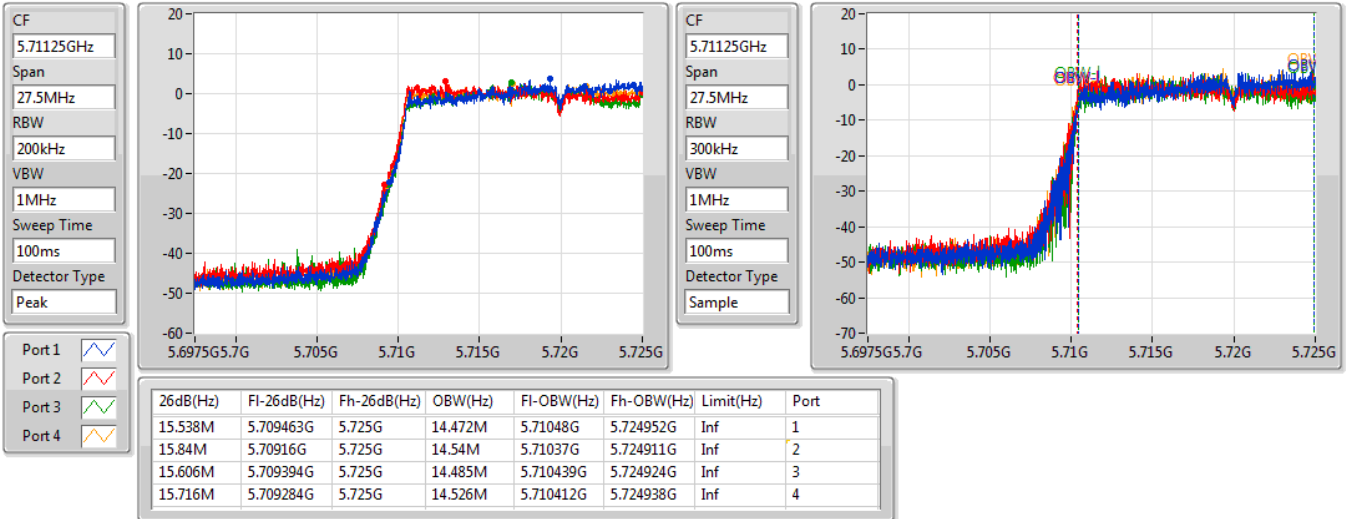 CF
5.71125GHz
Span
27.5MHz
RBW
200kHz
VBW
1MHz
Sweep Time
100ms
Detector Type
Peak
20
10
0
-10
-20
-30
-40
-50
-60
5.6975G 5.7G 5.705G 5.71G 5.715G 5.72G 5.725G
CF
5.71125GHz
Span
27.5MHz
RBW
300kHz
VBW
1MHz
Sweep Time
100ms
Detector Type
Sample
20
10
0
-10
-20
-30
-40
-50
-60
-70
OBW-l
OBV
5.6975G 5.7G 5.705G 5.71G 5.715G 5.72G 5.725G
Port 1
Port 2
Port 3
Port 4
26dB(Hz) Fl-26dB(Hz) Fh-26dB(Hz) OBW(Hz) Fl-OBW(Hz) Fh-OBW(Hz) Limit(Hz) Port
15.538M 5.709463G 5.725G 14.472M 5.71048G 5.724952G Inf 1
15.84M 5.70916G 5.725G 14.54M 5.71037G 5.724911G Inf 2
15.606M 5.709394G 5.725G 14.485M 5.710439G 5.724924G Inf 3
15.716M 5.709284G 5.725G 14.526M 5.710412G 5.724938G Inf 4